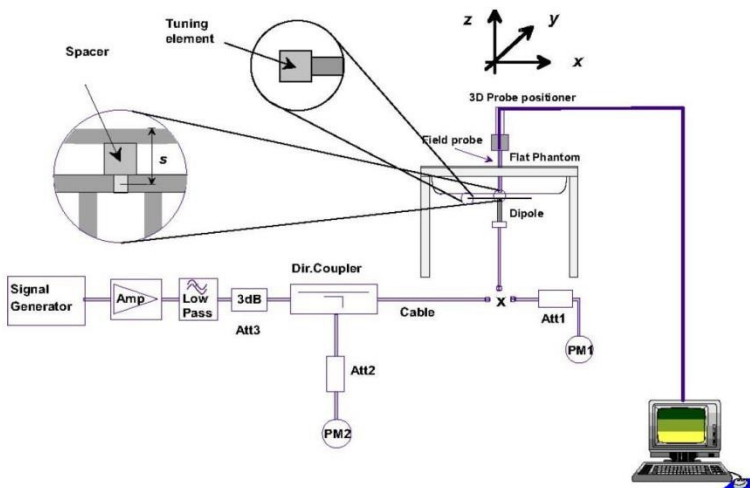 Tuning
element
Spacer
s
z
y
x
3D Probe positioner
Field probe
Flat Phantom
Dipole
Signal
Generator
Amp
Low
Pass
3dB
Att3
Dir.Coupler
Cable
x
Att1
PM1
Att2
PM2